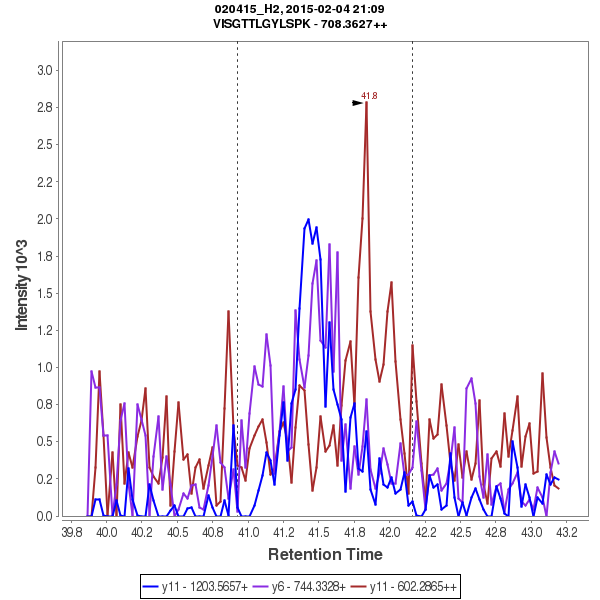 020415_H2, 2015-02-04 21:09
VISGTTLGYLSPK - 708.3627++
41.8
3.0
2.8
2.5
2.2
2.0
1.8
1.5
1.2
1.0
0.8
0.5
0.2
0.0
Intensity 10^3
39.8 40.0 40.2 40.5 40.8 41.0 41.2 41.5 41.8 42.0 42.2 42.5 42.8 43.0 43.2
Retention Time
y11 - 1203.5657+ y6 - 744.3328+ y11 - 602.2865++